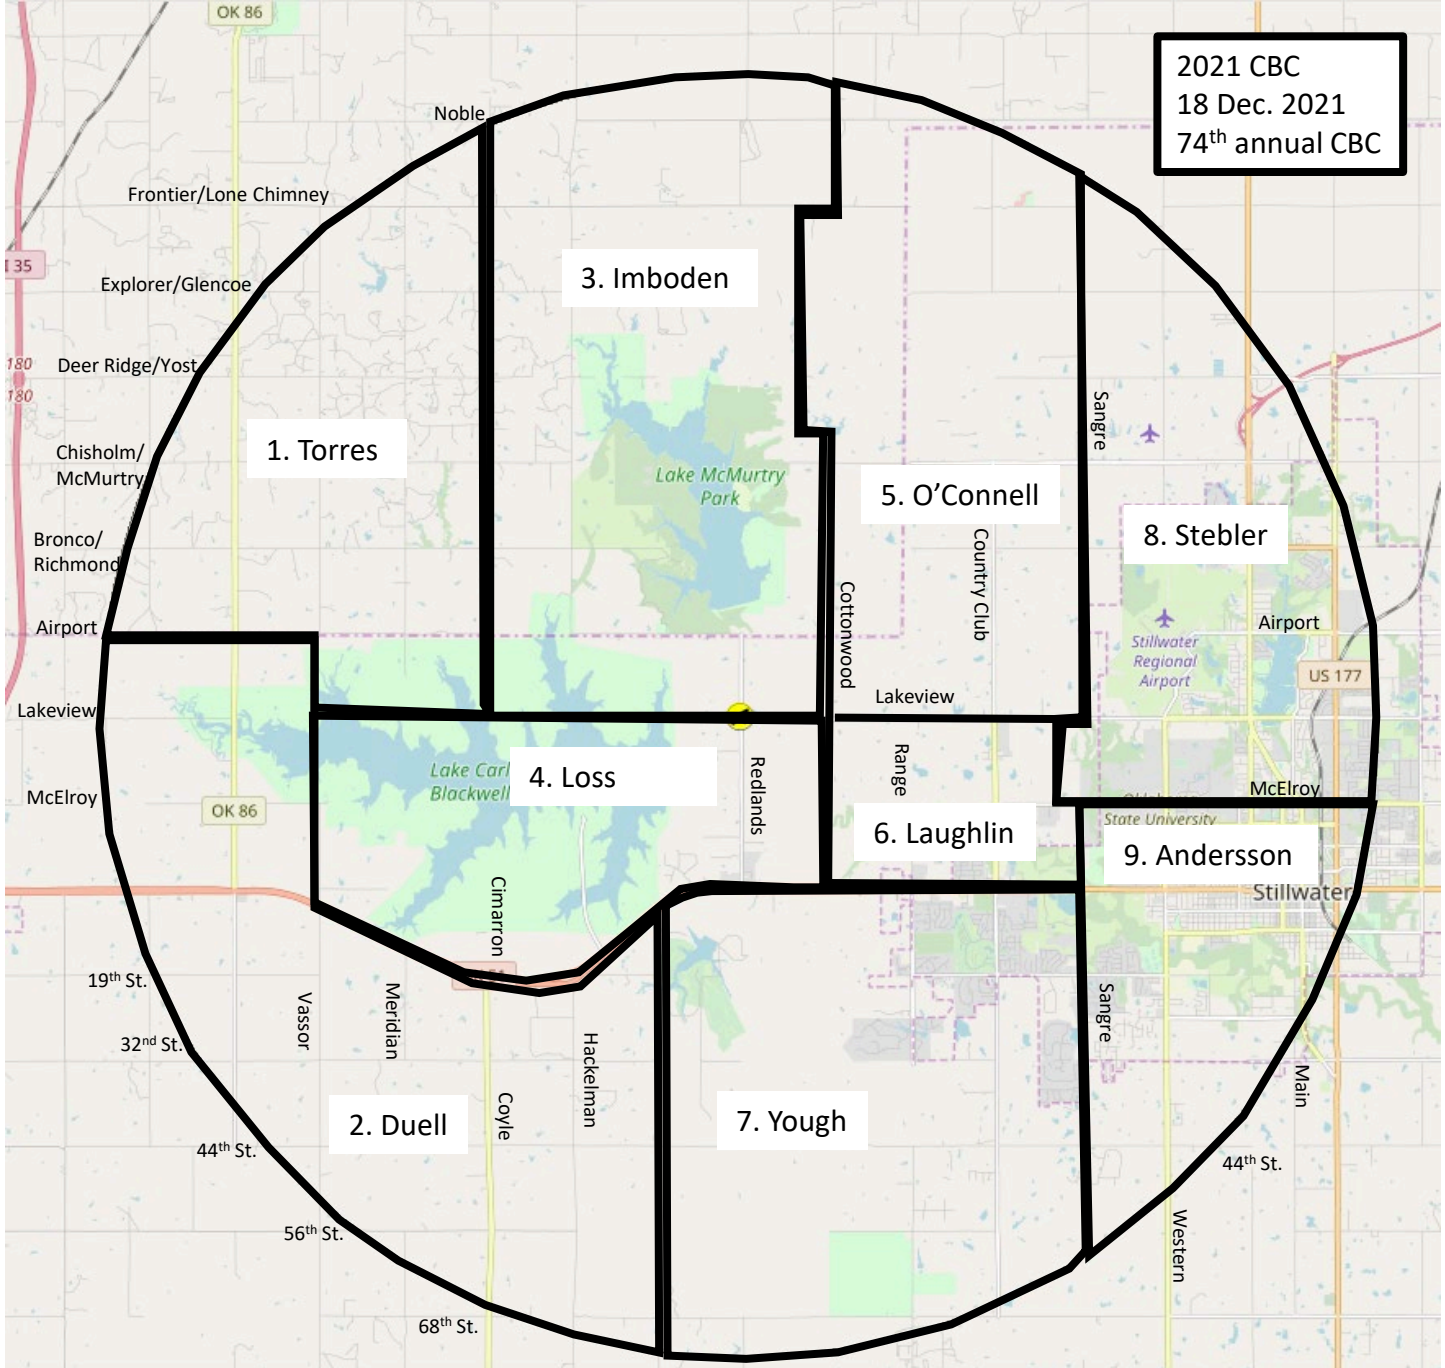 OK 86
2021 CBC
18 Dec. 2021
74th annual CBC
Noble
Frontier/Lone Chimney
I 35
Explorer/Glencoe
3. Imboden
Deer Ridge/Yost
180
180
Sangre
1. Torres
Chisholm/
McMurtry
Lake McMurtry
Park
5. O'Connell
8. Stebler
Bronco/
Richmond
Country Club
Cottonwood
Airport
Airport
Stillwater
Regional
Airport
US 177
Lakeview
Lakeview
Range
Redlands
Lake Carl
Blackwell
4. Loss
McElroy
McElroy
OK 86
State University
6. Laughlin
9. Andersson
Stillwater
Cimarron
19th St.
Vassor
Meridian
Sangre
32nd St.
Hackelman
Main
Coyle
2. Duell
7. Yough
44th St.
44th St.
Western
56th St.
68th St.